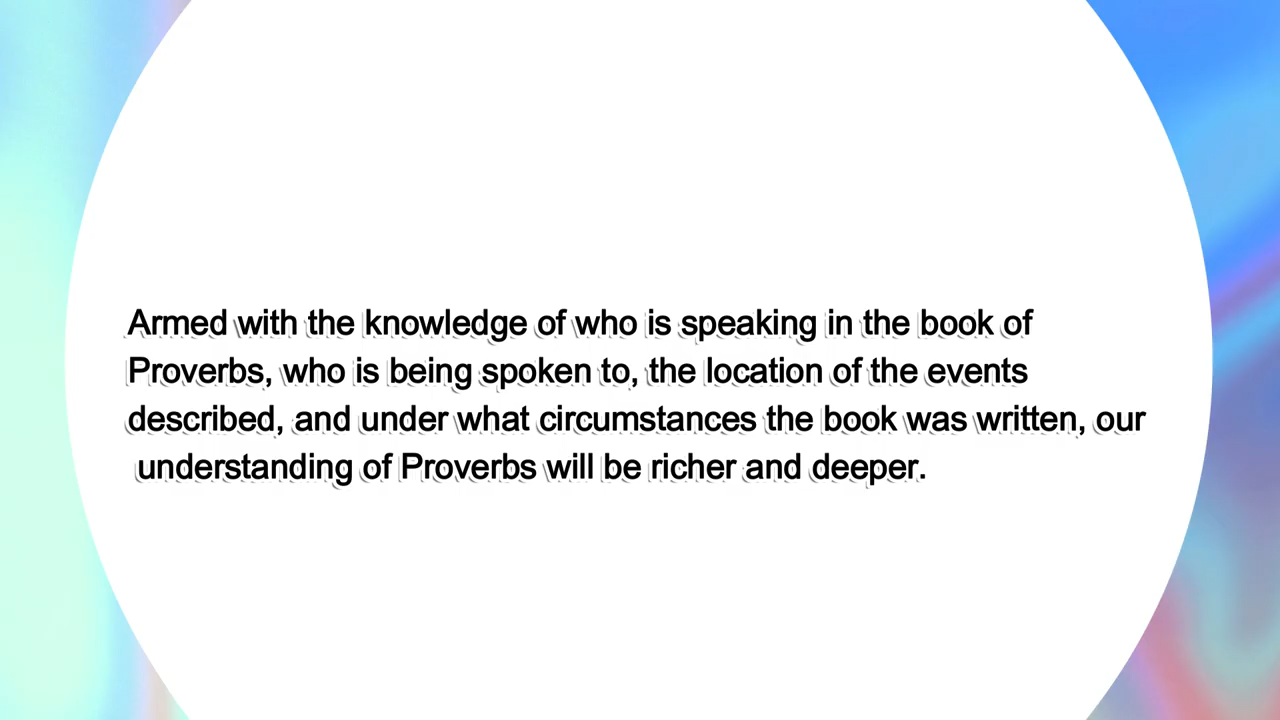 Armed with the knowledge of who is speaking in the book of
Proverbs, who is being spoken to, the location of the events
described, and under what circumstances the book was written, our
understanding of Proverbs will be richer and deeper.